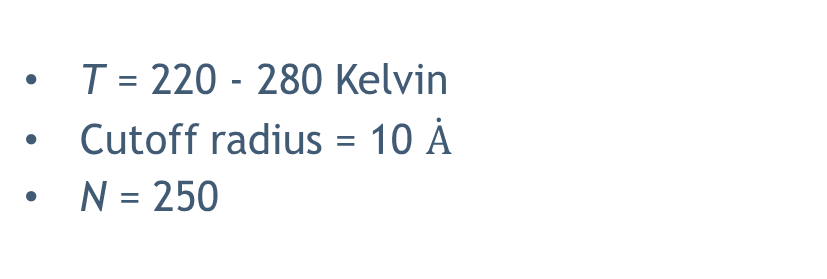 • T = 220 - 280 Kelvin
• Cutoff radius = 10 Ȧ
• N = 250